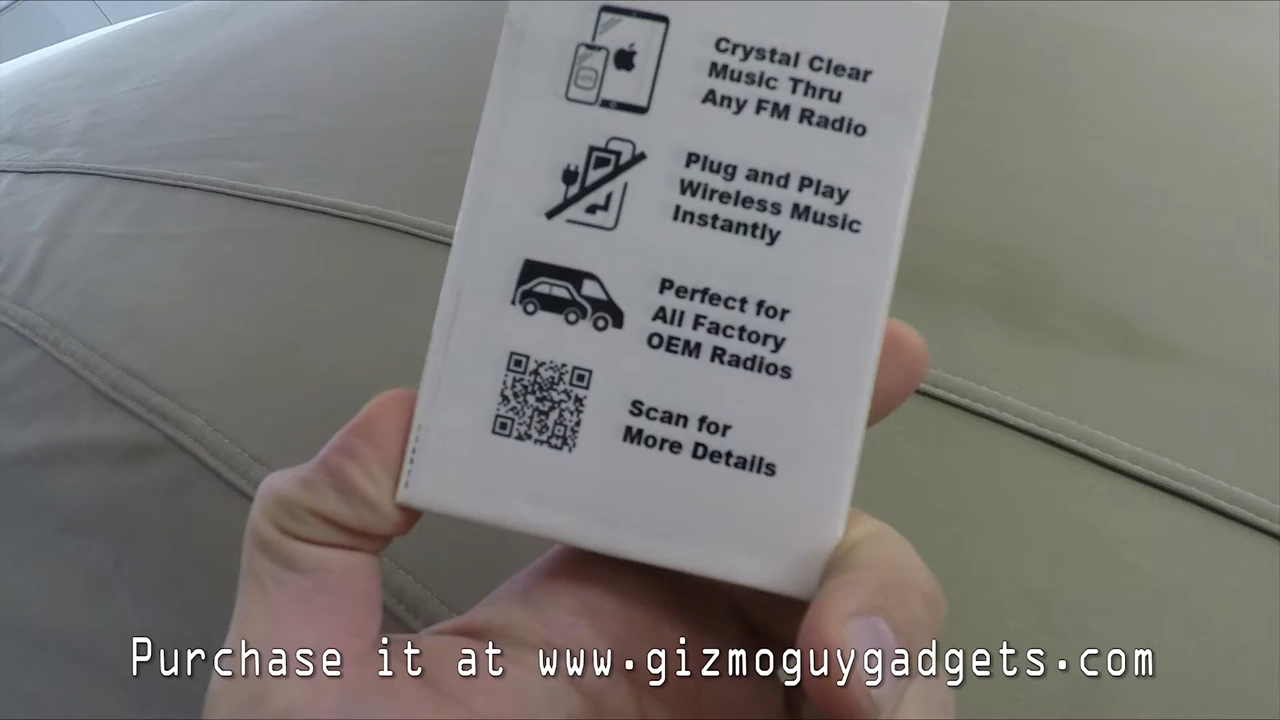 Crystal Clear
Music Thru
Any FM Radio
Plug and Play
Wireless Music
Instantly
Perfect for
All Factory
OEM Radios
Scan for
More Details
Purchase it at www.gizmoguygadgets.com